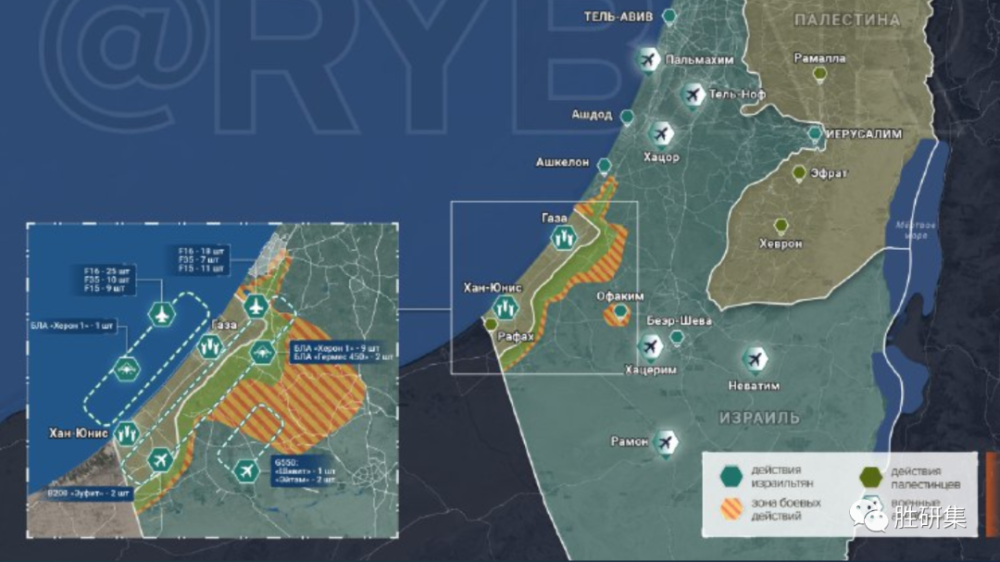 @RYBAR
ТЕЛЬ-АВИВ
ПАЛЕСТИНА
Пальмахим
Рамалла
Тель-Ноф
Ашдод
ИЕРУСАЛИМ
Хацор
Ашкелон
Эфрат
Газа
Хеврон
Мёртвое
море
Хан-Юнис
Офаким
Рафах
Беэр-Шева
Хацерим
Неватим
ИЗРАИЛЬ
Рамон
F16 - 18 шт
F35 - 7 шт
F15 - 11 шт
F16 - 25 шт
F35 - 10 шт
F15 - 9 шт
БЛА «Херон 1» - 1 шт
Газа
БЛА «Херон 1» - 9 шт
БЛА «Гермес 450» - 2 шт
Хан-Юнис
G550:
«Шавит» - 1 шт
«Эйтам» - 2 шт
B200 «Зуфит» - 2 шт
действия
израильтян
действия
палестинцев
зона боевых
действий
военные
胜研集